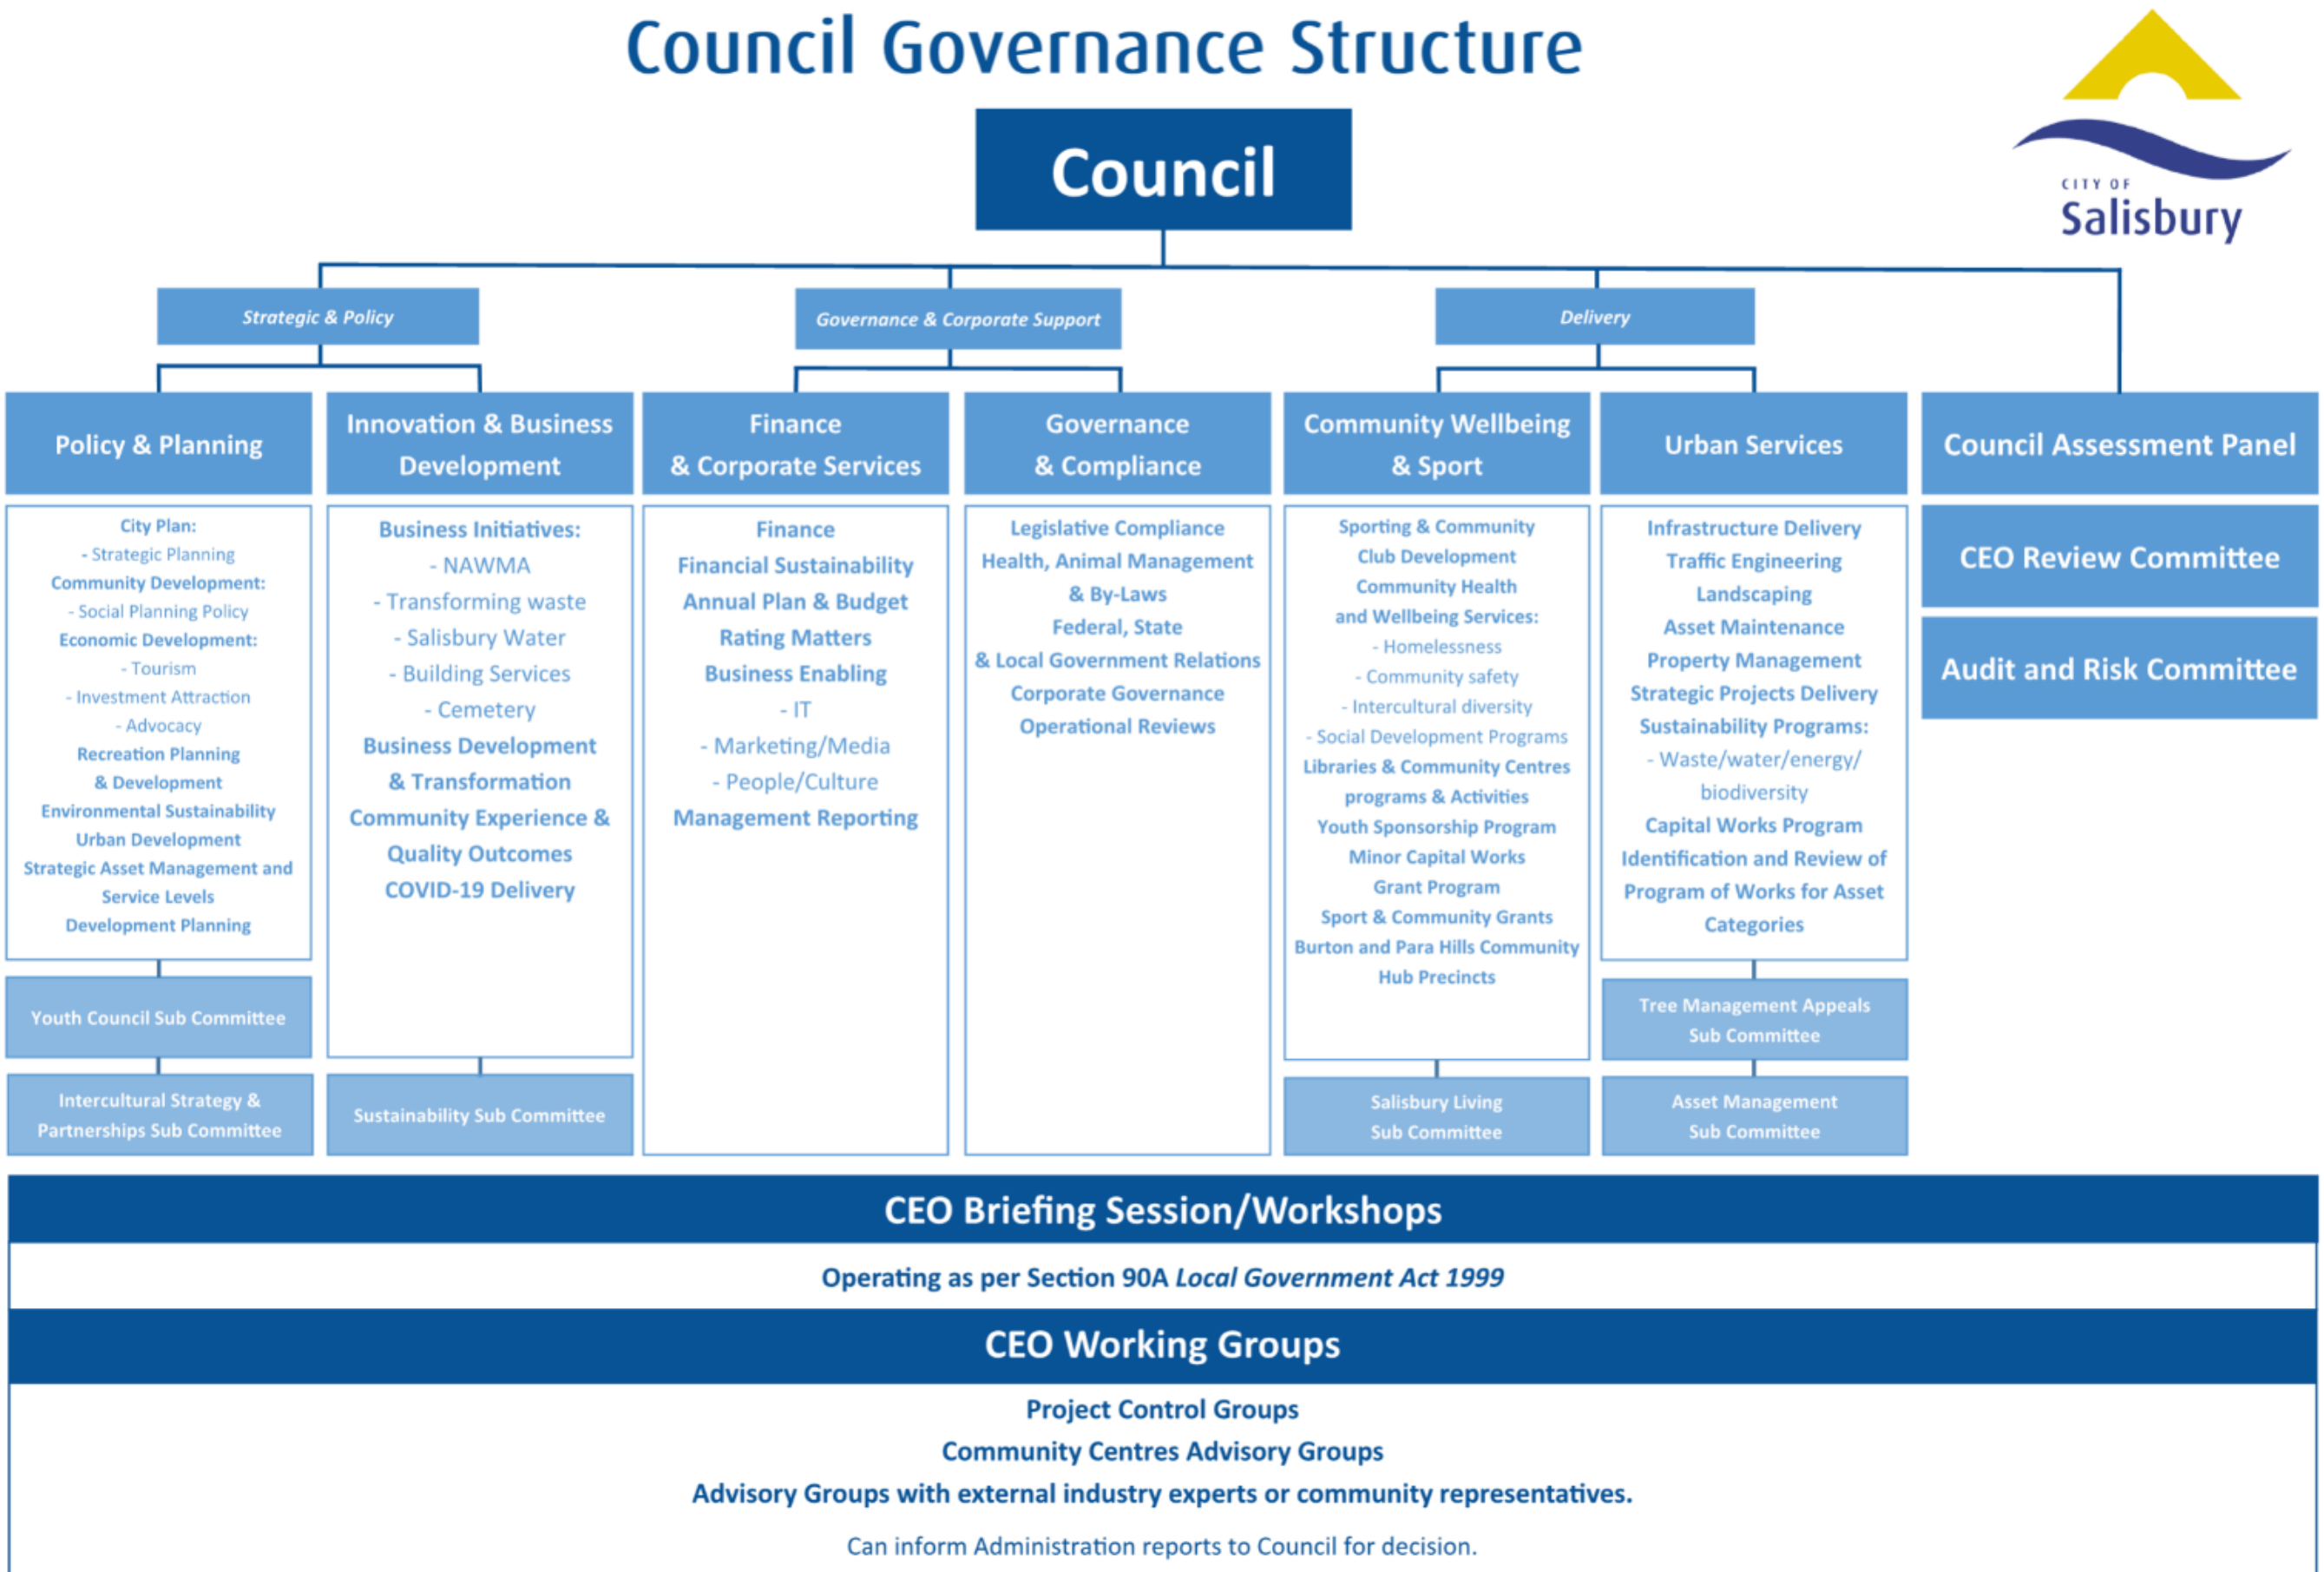 Council Governance Structure
CITY OF
Salisbury
Council
Strategic & Policy
Governance & Corporate Support
Delivery
Policy & Planning
City Plan:
- Strategic Planning
Community Development:
- Social Planning Policy
Economic Development:
- Tourism
- Investment Attraction
- Advocacy
Recreation Planning
& Development
Environmental Sustainability
Urban Development
Strategic Asset Management and
Service Levels
Development Planning
Youth Council Sub Committee
Intercultural Strategy &
Partnerships Sub Committee
Innovation & Business
Development
Business Initiatives:
- NAWMA
- Transforming waste
- Salisbury Water
- Building Services
- Cemetery
Business Development
& Transformation
Community Experience &
Quality Outcomes
COVID-19 Delivery
Sustainability Sub Committee
Finance
& Corporate Services
Finance
Financial Sustainability
Annual Plan & Budget
Rating Matters
Business Enabling
- IT
- Marketing/Media
- People/Culture
Management Reporting
Governance
& Compliance
Legislative Compliance
Health, Animal Management
& By-Laws
Federal, State
& Local Government Relations
Corporate Governance
Operational Reviews
Community Wellbeing
& Sport
Sporting & Community
Club Development
Community Health
and Wellbeing Services:
- Homelessness
- Community safety
- Intercultural diversity
- Social Development Programs
Libraries & Community Centres
programs & Activities
Youth Sponsorship Program
Minor Capital Works
Grant Program
Sport & Community Grants
Burton and Para Hills Community
Hub Precincts
Salisbury Living
Sub Committee
Urban Services
Infrastructure Delivery
Traffic Engineering
Landscaping
Asset Maintenance
Property Management
Strategic Projects Delivery
Sustainability Programs:
- Waste/water/energy/
biodiversity
Capital Works Program
Identification and Review of
Program of Works for Asset
Categories
Tree Management Appeals
Sub Committee
Asset Management
Sub Committee
Council Assessment Panel
CEO Review Committee
Audit and Risk Committee
CEO Briefing Session/Workshops
Operating as per Section 90A Local Government Act 1999
CEO Working Groups
Project Control Groups
Community Centres Advisory Groups
Advisory Groups with external industry experts or community representatives.
Can inform Administration reports to Council for decision.